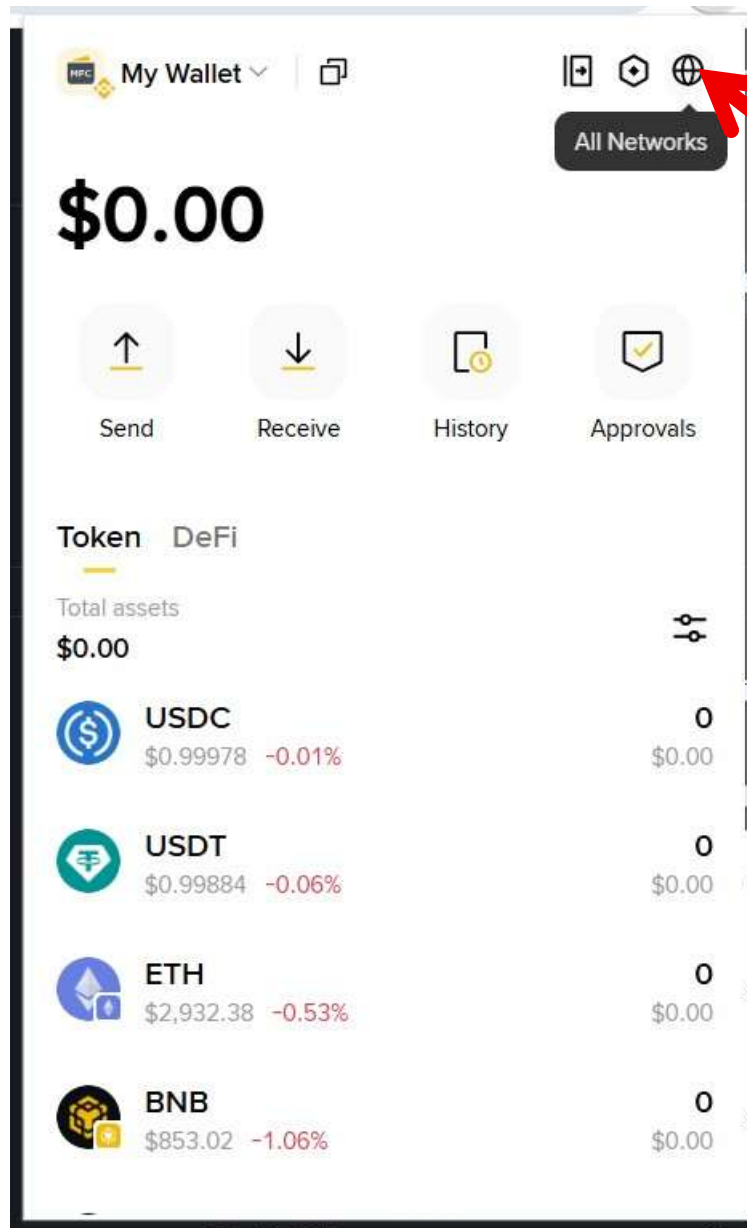 MFC My Wallet
All Networks
$0.00
Send Receive History Approvals
Token DeFi
Total assets
$0.00
USDC 0
$0.99978 -0.01% $0.00
USDT 0
$0.99884 -0.06% $0.00
ETH 0
$2,932.38 -0.53% $0.00
BNB 0
$853.02 -1.06% $0.00